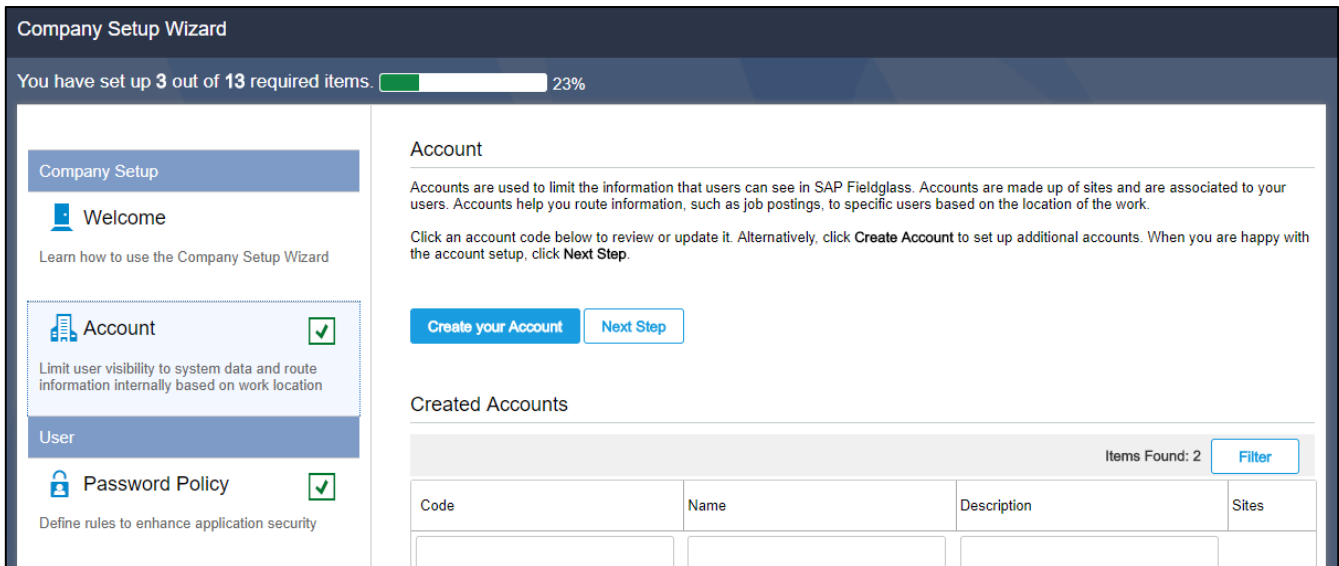 Company Setup Wizard
You have set up 3 out of 13 required items. 23%
Company Setup
Welcome
Learn how to use the Company Setup Wizard
Account
Limit user visibility to system data and route
information internally based on work location
User
Password Policy
Define rules to enhance application security
Account
Accounts are used to limit the information that users can see in SAP Fieldglass. Accounts are made up of sites and are associated to your
users. Accounts help you route information, such as job postings, to specific users based on the location of the work.
Click an account code below to review or update it. Alternatively, click Create Account to set up additional accounts. When you are happy with
the account setup, click Next Step.
Create your Account Next Step
Created Accounts
Items Found: 2 Filter
Code Name Description Sites